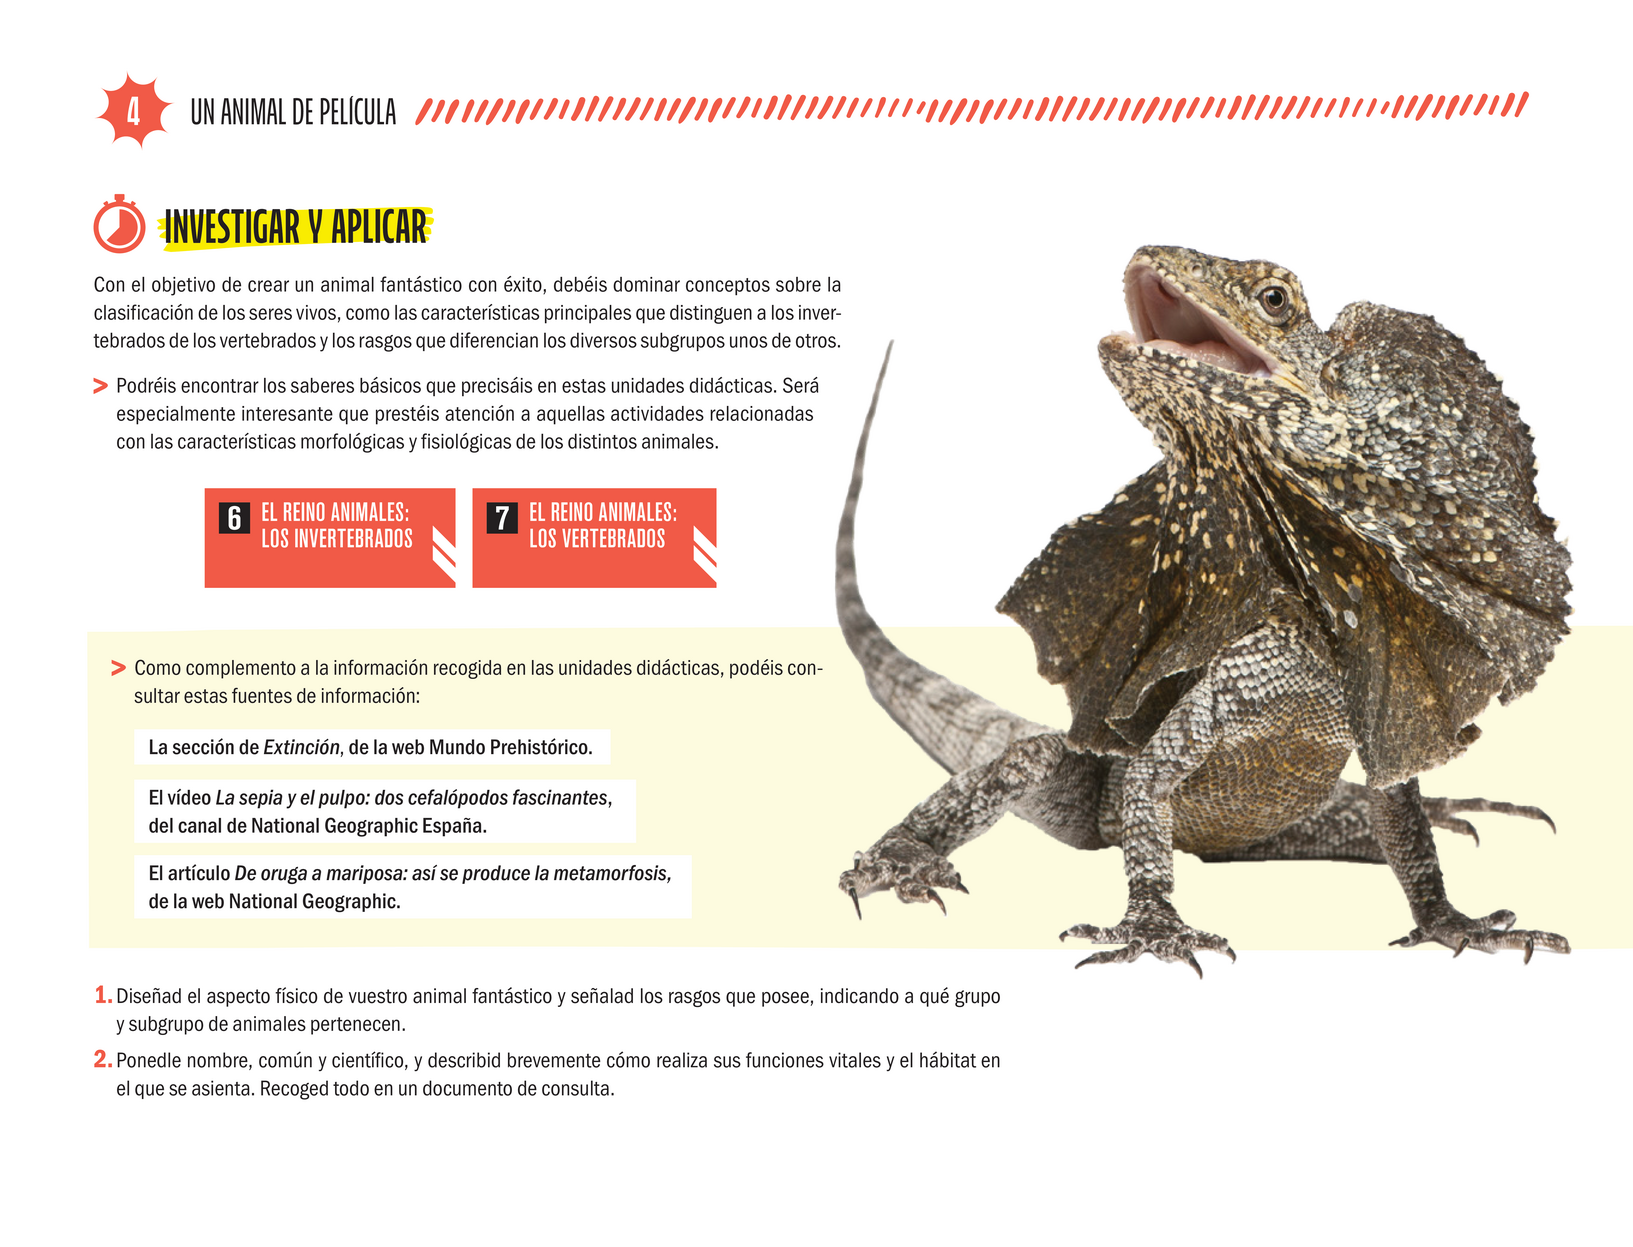 4 UN ANIMAL DE PELÍCULA
INVESTIGAR Y APLICAR
Con el objetivo de crear un animal fantástico con éxito, debéis dominar conceptos sobre la
clasificación de los seres vivos, como las características principales que distinguen a los inver-
tebrados de los vertebrados y los rasgos que diferencian los diversos subgrupos unos de otros.
> Podréis encontrar los saberes básicos que precisáis en estas unidades didácticas. Será
especialmente interesante que prestéis atención a aquellas actividades relacionadas
con las características morfológicas y fisiológicas de los distintos animales.
6 EL REINO ANIMALES:
LOS INVERTEBRADOS
7 EL REINO ANIMALES:
LOS VERTEBRADOS
> Como complemento a la información recogida en las unidades didácticas, podéis con-
sultar estas fuentes de información:
La sección de Extinción, de la web Mundo Prehistórico.
El vídeo La sepia y el pulpo: dos cefalópodos fascinantes,
del canal de National Geographic España.
El artículo De oruga a mariposa: así se produce la metamorfosis,
de la web National Geographic.
1. Diseñad el aspecto físico de vuestro animal fantástico y señalad los rasgos que posee, indicando a qué grupo
y subgrupo de animales pertenecen.
2. Ponedle nombre, común y científico, y describid brevemente cómo realiza sus funciones vitales y el hábitat en
el que se asienta. Recoged todo en un documento de consulta.